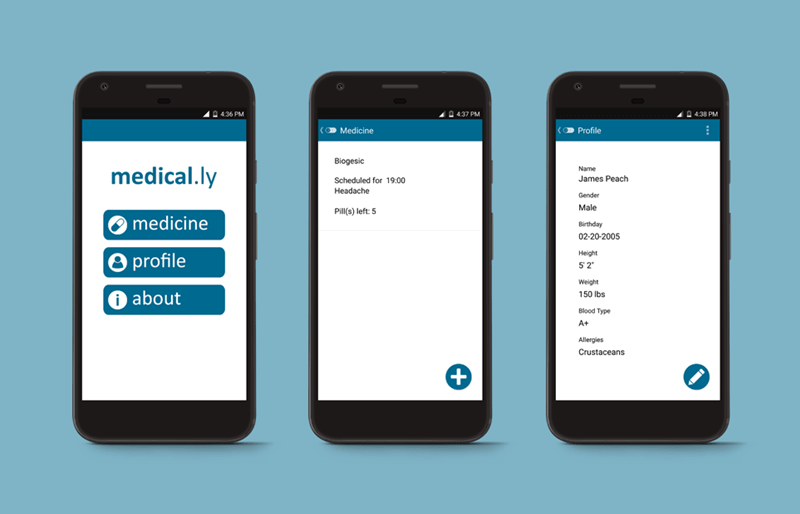 4:36 PM
medical.ly
medicine
profile
about
4:37 PM
Medicine
Biogesic
Scheduled for 19:00
Headache
Pill(s) left: 5
4:38 PM
Profile
Name
James Peach
Gender
Male
Birthday
02-20-2005
Height
5' 2"
Weight
150 lbs
Blood Type
A+
Allergies
Crustaceans